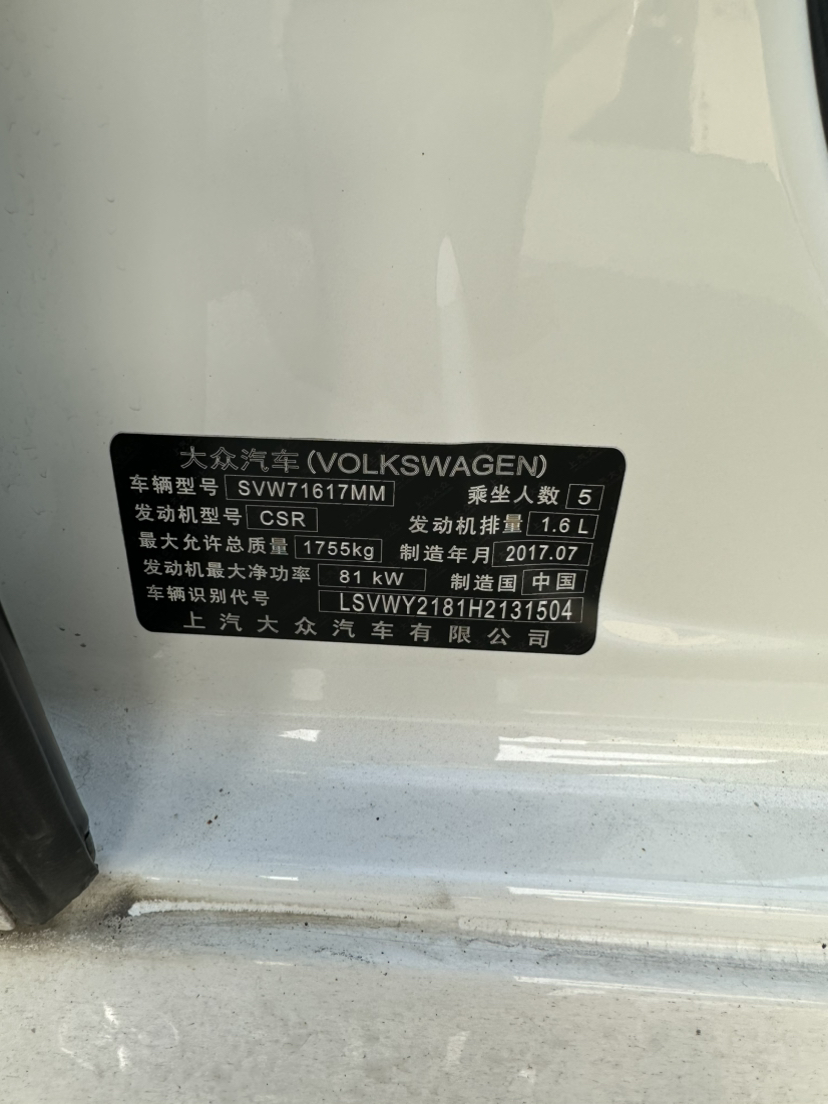 大众汽车(VOLKSWAGEN)
车辆型号 SVW71617MM 乘坐人数 5
发动机型号 CSR 发动机排量 1.6 L
最大允许总质量 1755kg 制造年月 2017.07
发动机最大净功率 81 kW 制造国 中国
车辆识别代号 LSVWY2181H2131504
上汽大众汽车有限公司